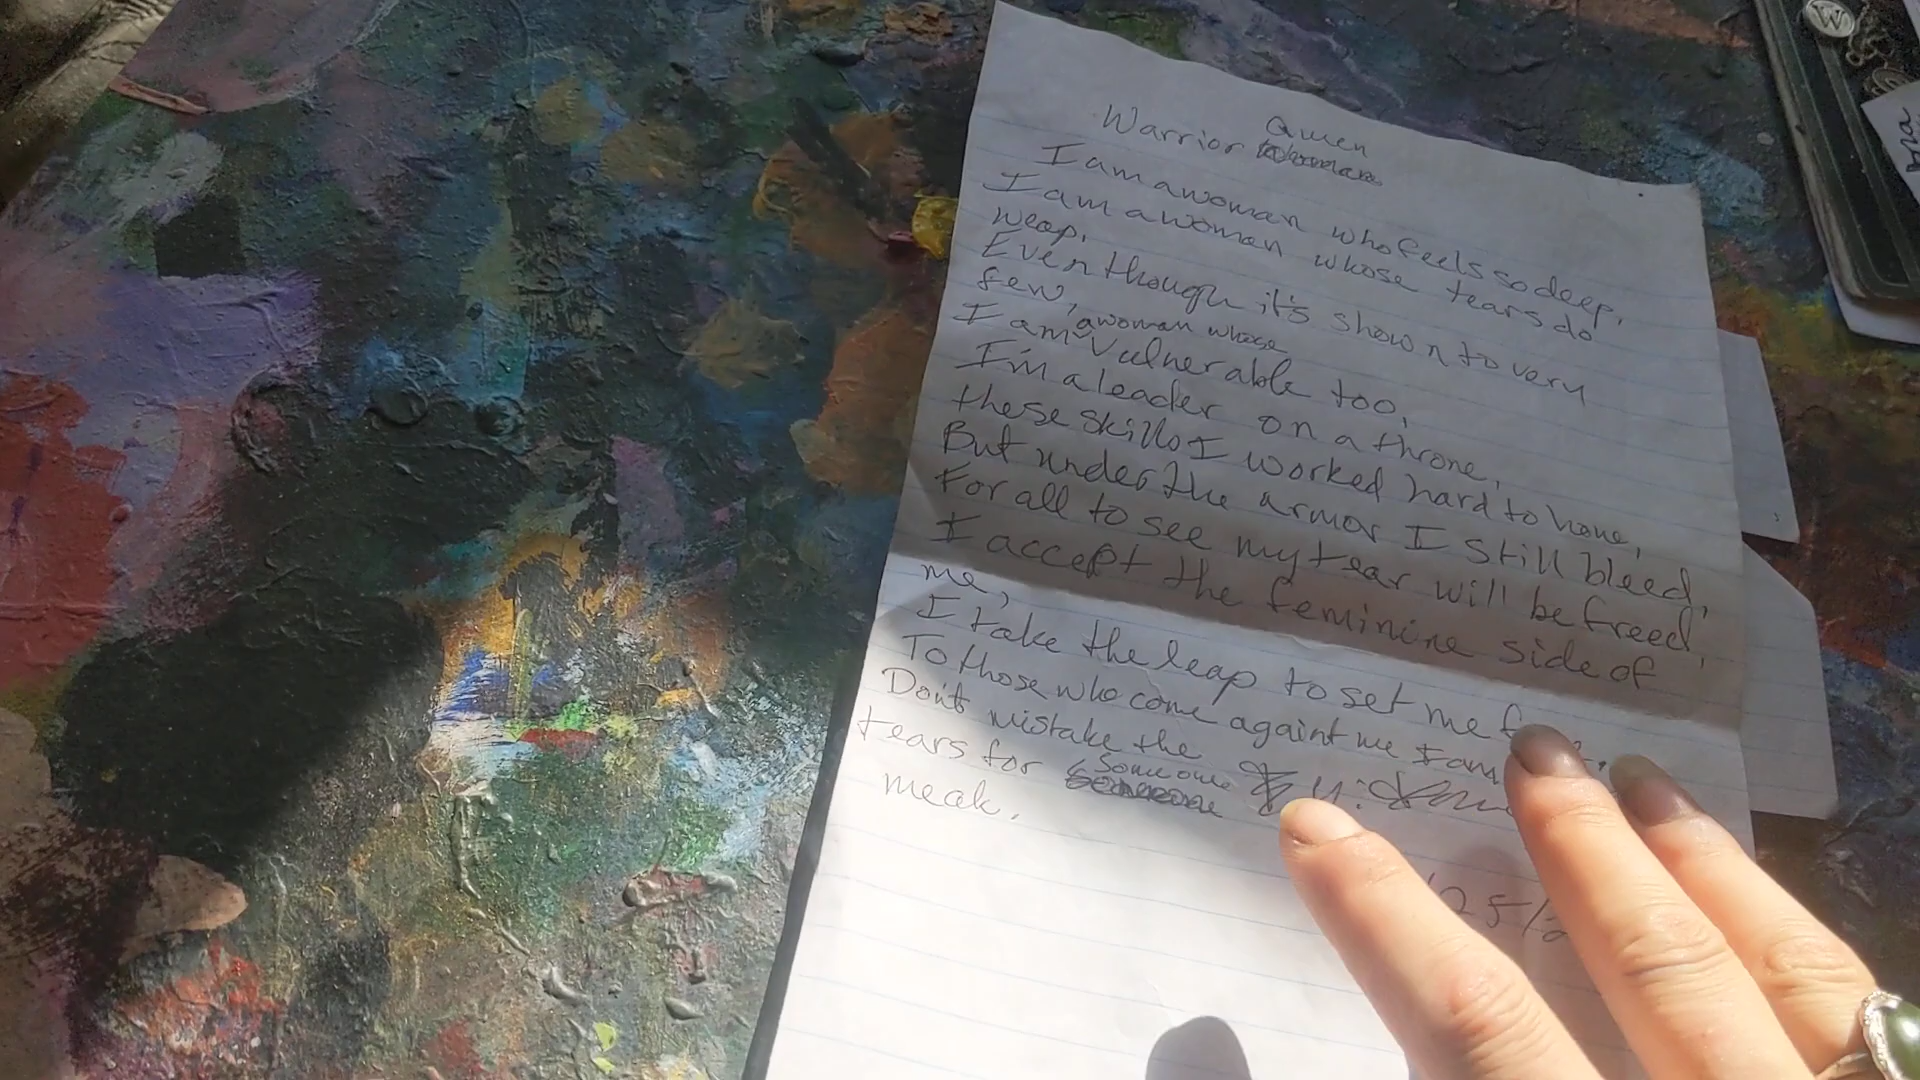 Queen
Warrior
I am a woman who feels so deep,
I am a woman whose tears do
weap.
Even though it's shown to very
few,
a woman whose
I am vulnerable too,
I'm a leader on a throne,
these skills I worked hard to hone,
But under the armor I still bleed,
For all to see my tear will be freed,
I accept the feminine side of
me,
I take the leap to set me
To those who come againt me I am
Don't mistake the
tears for someone
meak.
25/
W